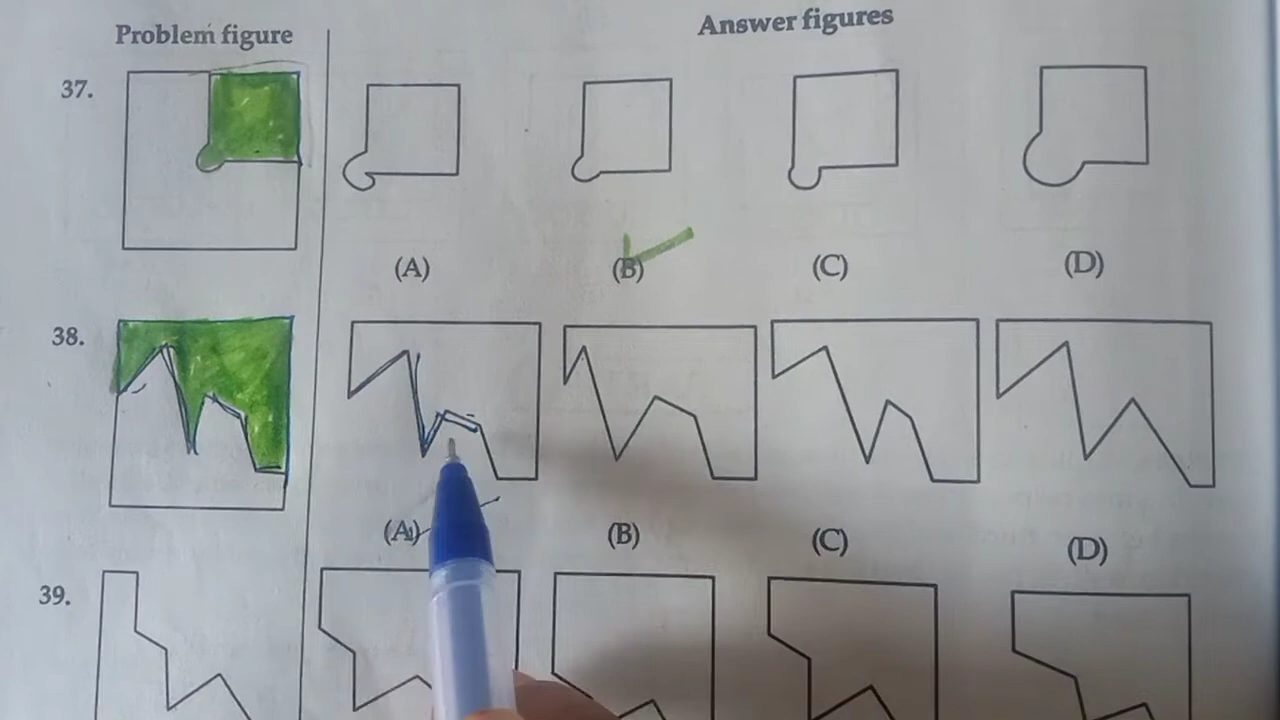 Problem figure
Answer figures
37.
(A)
(B)
(C)
(D)
38.
(A)
(B)
(C)
(D)
39.